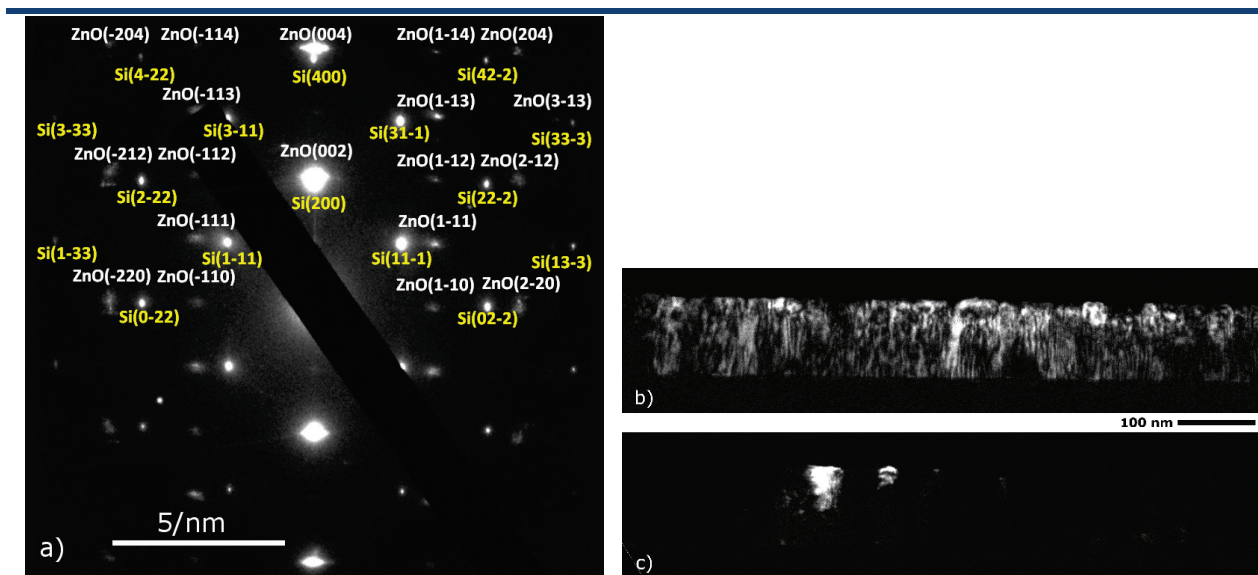 ZnO(-204) ZnO(-114) ZnO(004) ZnO(1-14) ZnO(204)
Si(4-22) Si(400) Si(42-2)
ZnO(-113) ZnO(1-13) ZnO(3-13)
Si(3-33) Si(3-11) Si(31-1) Si(33-3)
ZnO(-212) ZnO(-112) ZnO(002) ZnO(1-12) ZnO(2-12)
Si(2-22) Si(200) Si(22-2)
ZnO(-111) ZnO(1-11)
Si(1-33) Si(1-11) Si(11-1) Si(13-3)
ZnO(-220) ZnO(-110) ZnO(1-10) ZnO(2-20)
Si(0-22) Si(02-2)
5/nm
a)
b)
100 nm
c)